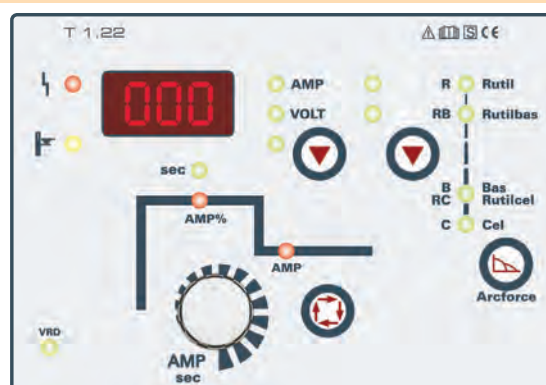 T 1.22
S CE
000
AMP
VOLT
R Rutil
RB Rutilbas
B Bas
RC Rutilcel
C Cel
Arcforce
sec
AMP%
AMP
VRD
AMP
sec